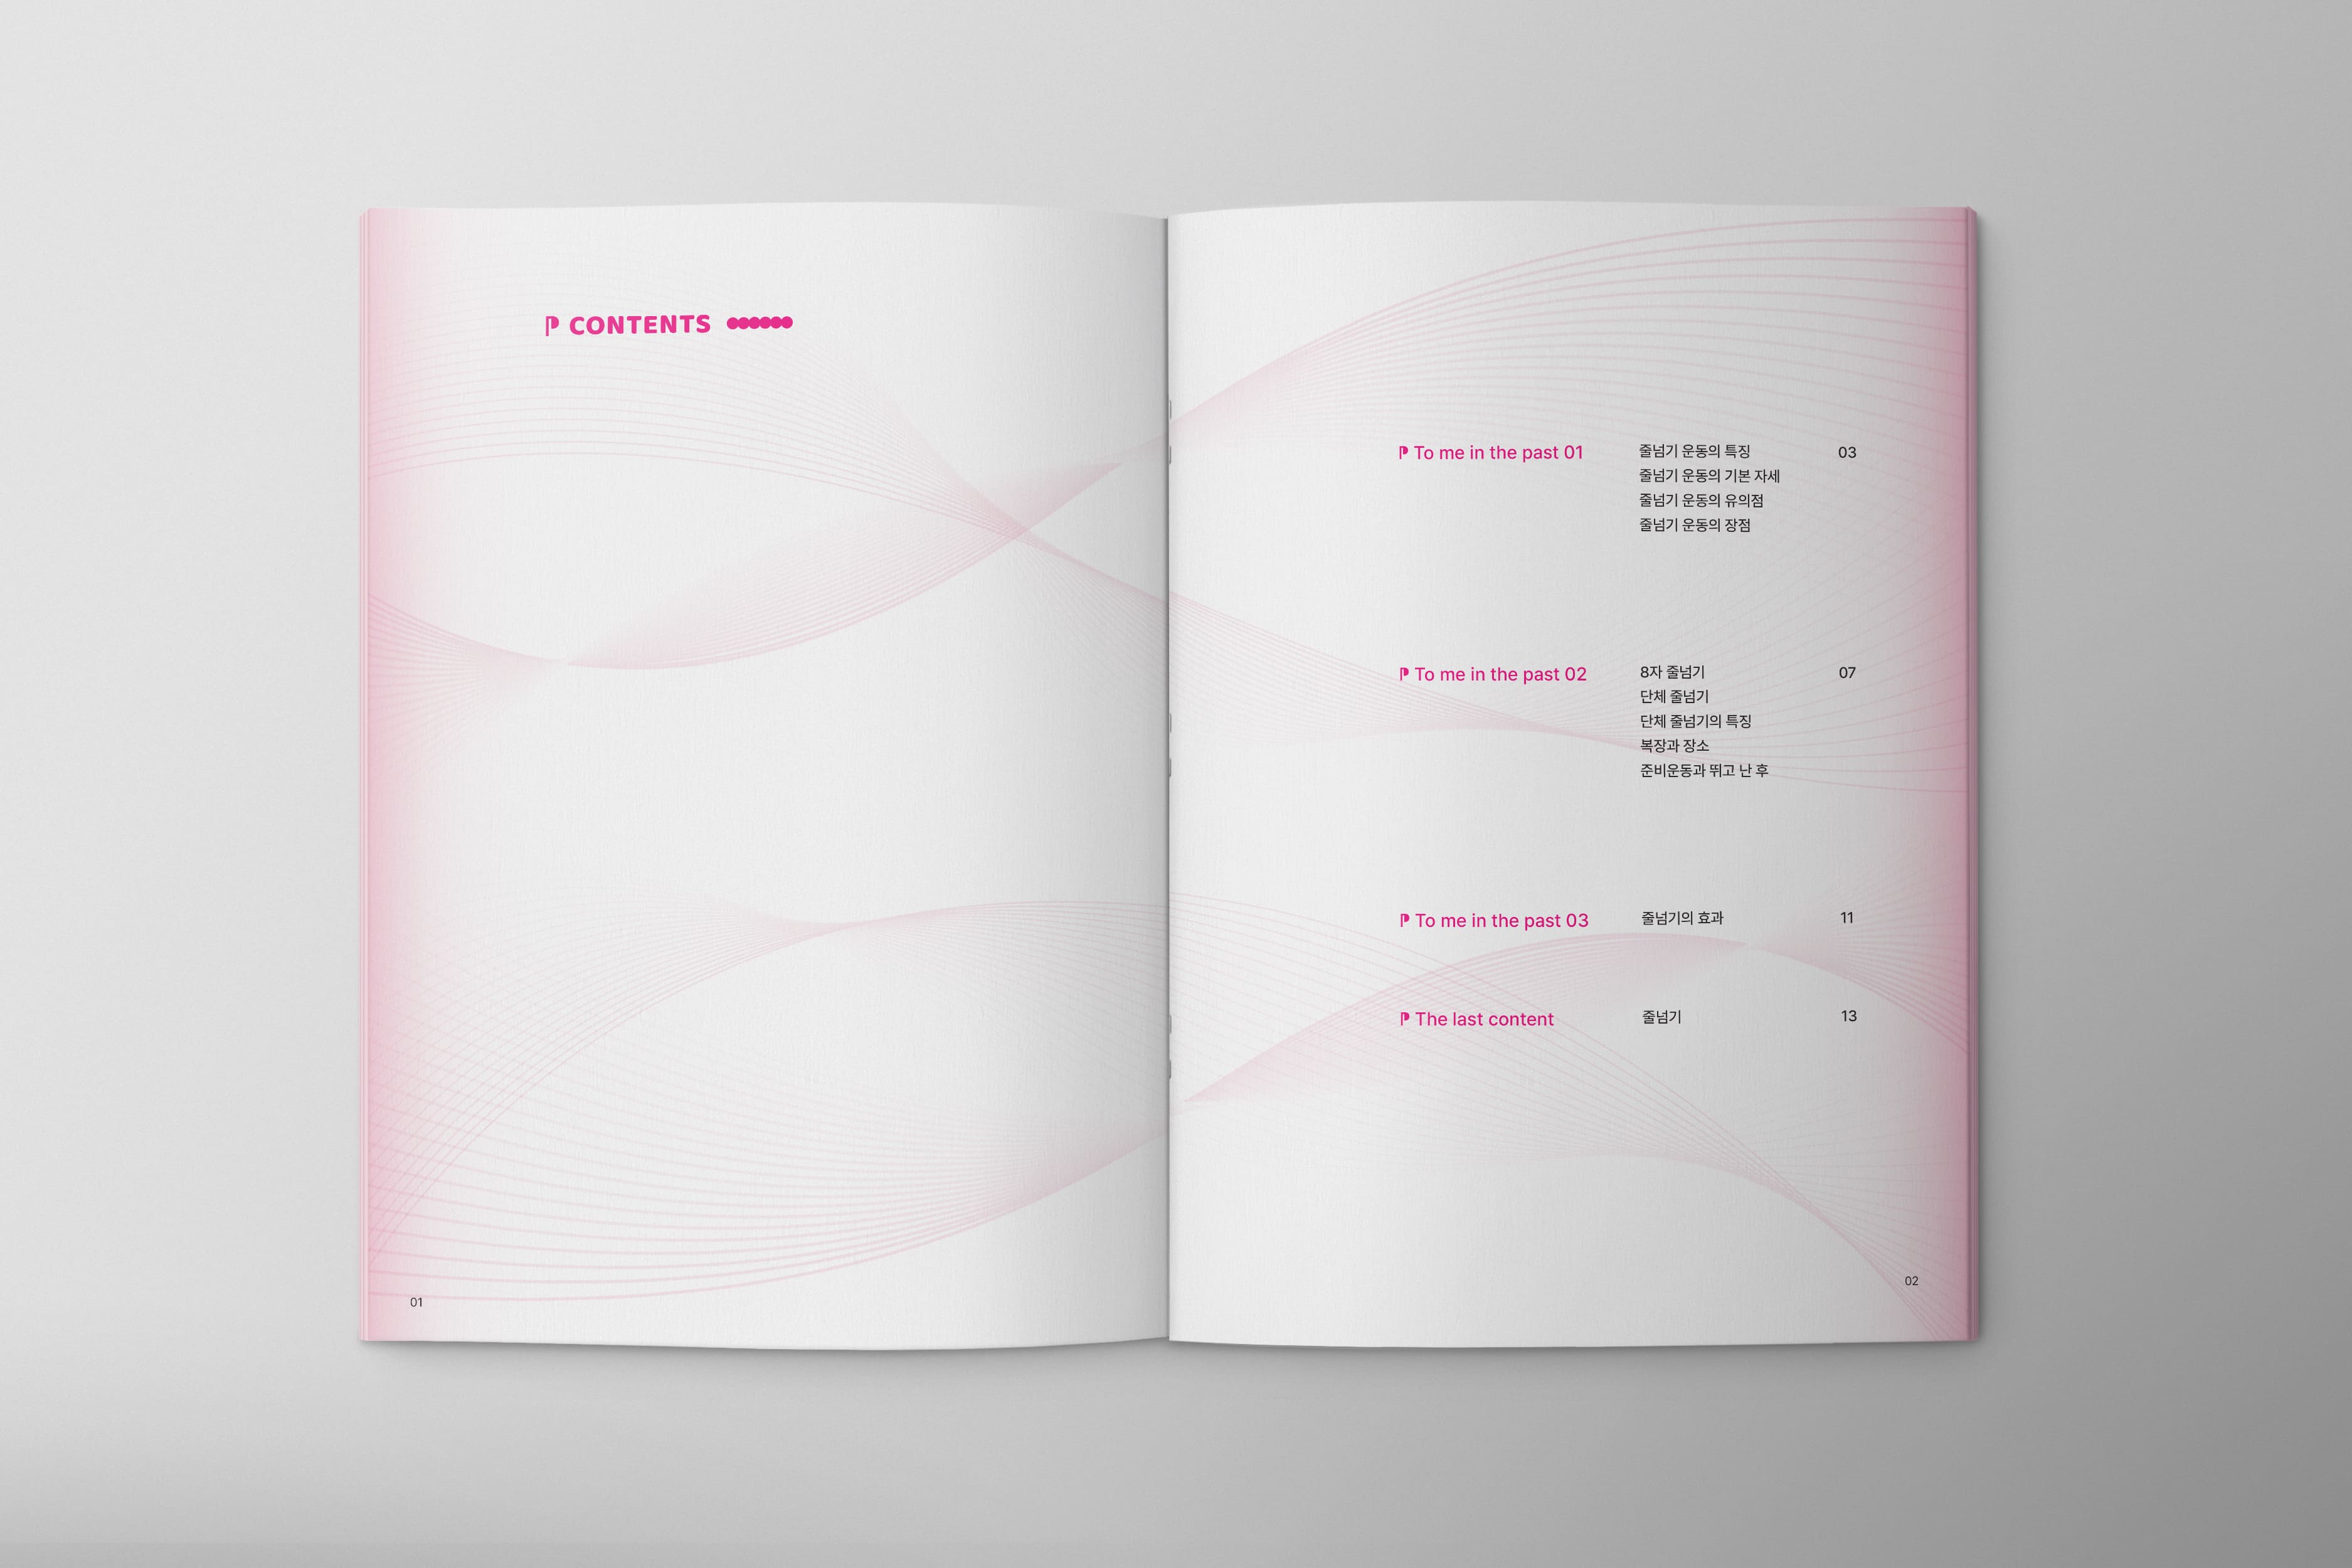 CONTENTS
To me in the past 01 줄넘기 운동의 특징 03
줄넘기 운동의 기본 자세
줄넘기 운동의 유의점
줄넘기 운동의 장점
To me in the past 02 8자 줄넘기 07
단체 줄넘기
단체 줄넘기의 특징
복장과 장소
준비운동과 뛰고 난 후
To me in the past 03 줄넘기의 효과 11
The last content 줄넘기 13
01
02